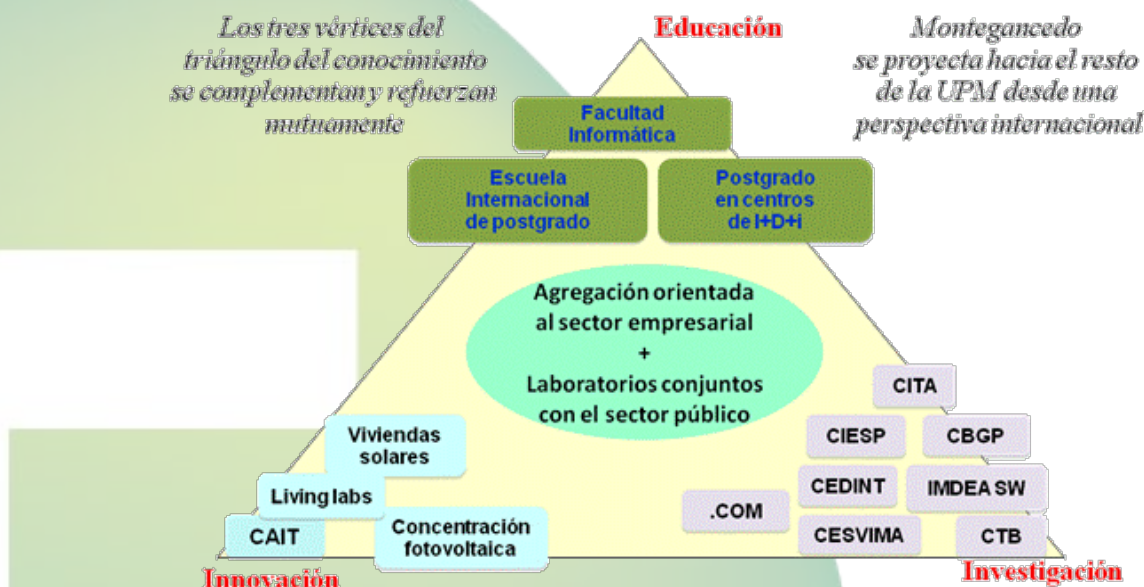 Los tres vértices del
triángulo del conocimiento
se complementan y refuerzan
mutuamente
Educación
Montegancedo
se proyecta hacia el resto
de la UPM desde una
perspectiva internacional
Facultad
Informática
Escuela
Internacional
de postgrado
Postgrado
en centros
de I+D+i
Agregación orientada
al sector empresarial
+
Laboratorios conjuntos
con el sector público
CITA
Viviendas
solares
CIESP
CBGP
Living labs
CEDINT
IMDEA SW
.COM
CAIT
Concentración
fotovoltaica
CESVIMA
CTB
Innovación
Investigación